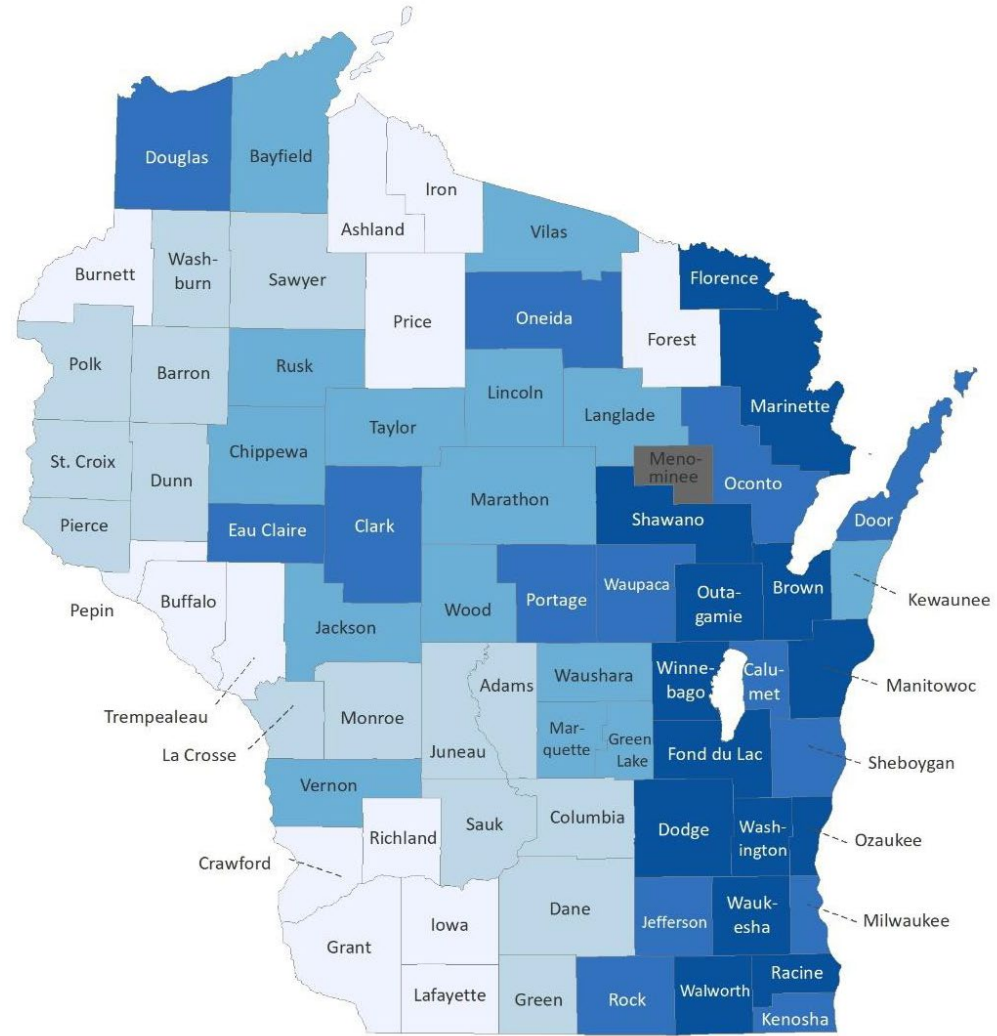 Douglas
Bayfield
Iron
Ashland
Vilas
Florence
Burnett
Wash-
burn
Sawyer
Price
Oneida
Forest
Polk
Barron
Rusk
Lincoln
Langlade
Marinette
Taylor
St. Croix
Dunn
Chippewa
Marathon
Meno-
minee
Oconto
Pierce
Eau Claire
Clark
Shawano
Door
Pepin
Buffalo
Jackson
Wood
Portage
Waupaca
Outa-
gamie
Brown
Kewaunee
Trempealeau
La Crosse
Monroe
Juneau
Adams
Waushara
Winne-
bago
Calu-
met
Manitowoc
Mar-
quette
Green
Lake
Fond du Lac
Sheboygan
Vernon
Richland
Sauk
Columbia
Dodge
Wash-
ington
Ozaukee
Crawford
Grant
Iowa
Dane
Jefferson
Wauk-
esha
Milwaukee
Lafayette
Green
Rock
Walworth
Racine
Kenosha